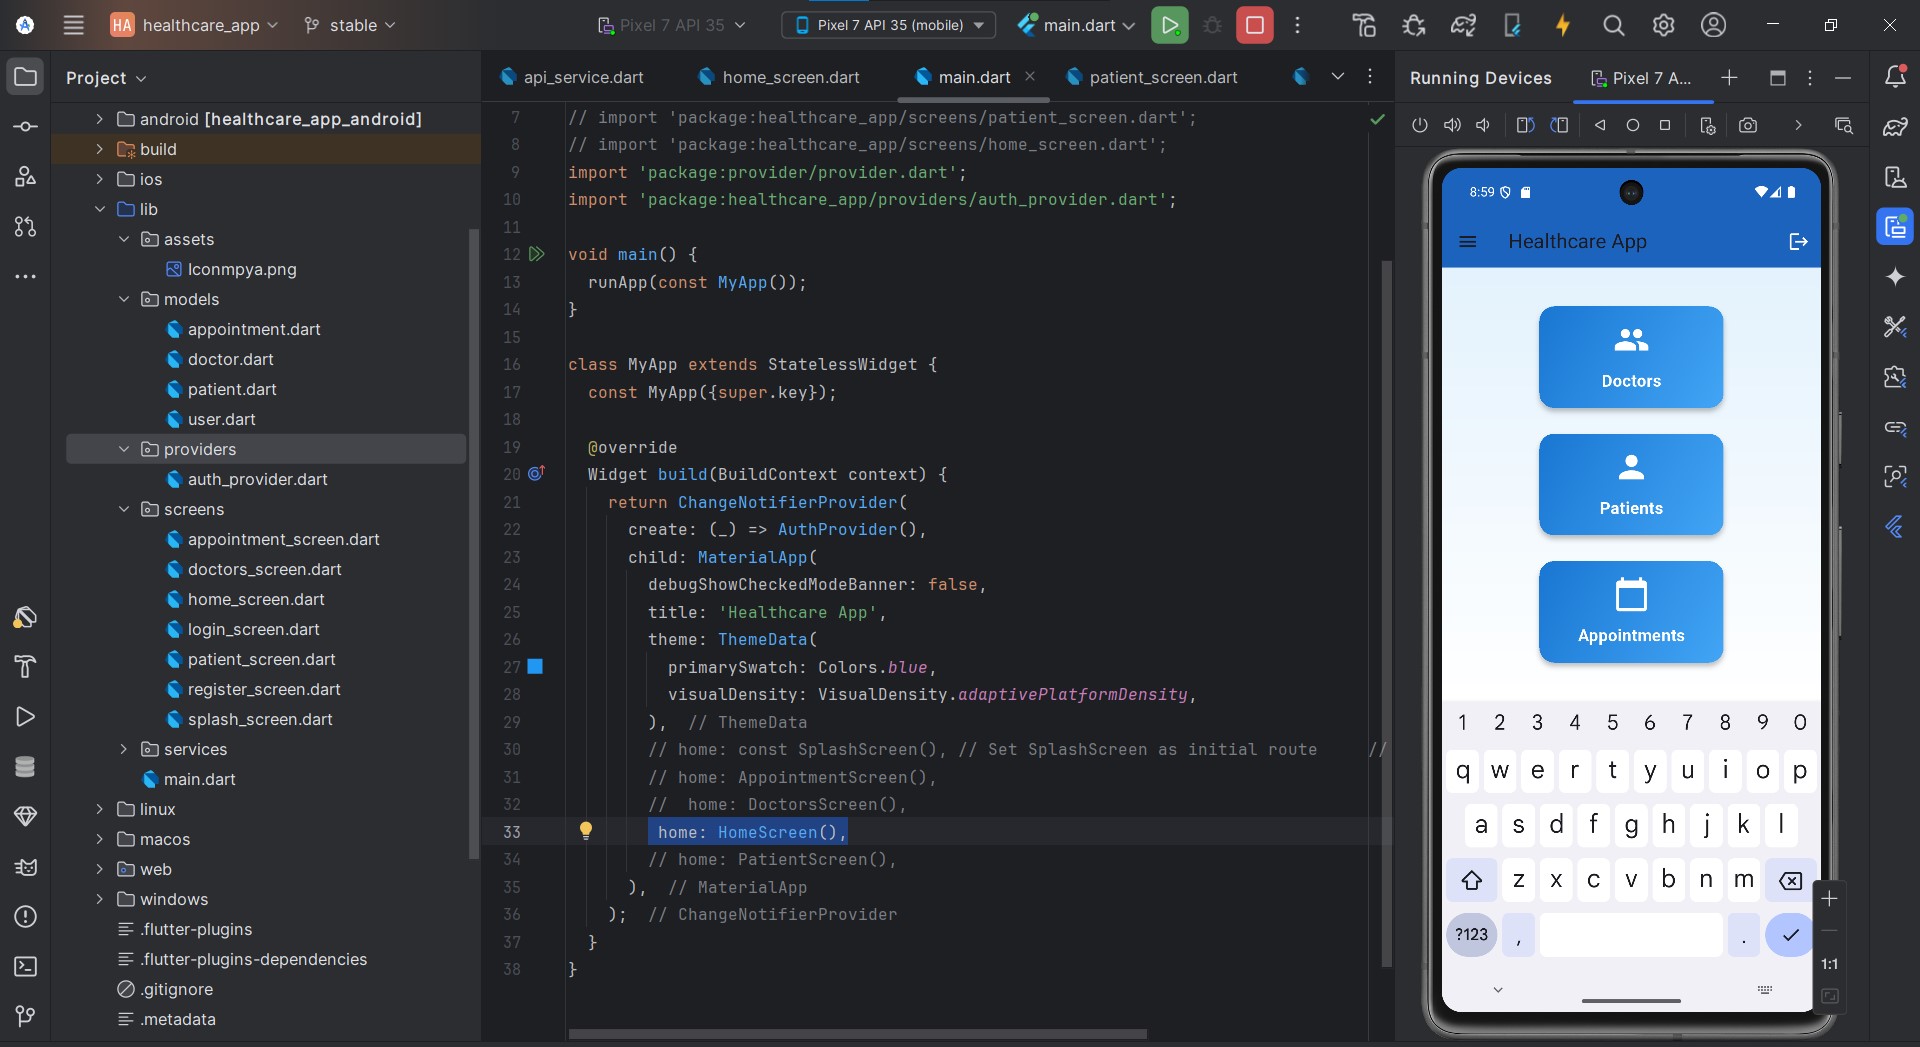 HA healthcare_app
stable
Pixel 7 API 35
Pixel 7 API 35 (mobile)
main.dart
Project
android [healthcare_app_android]
build
ios
lib
assets
Iconmpya.png
models
appointment.dart
doctor.dart
patient.dart
user.dart
providers
auth_provider.dart
screens
appointment_screen.dart
doctors_screen.dart
home_screen.dart
login_screen.dart
patient_screen.dart
register_screen.dart
splash_screen.dart
services
main.dart
linux
macos
web
windows
.flutter-plugins
.flutter-plugins-dependencies
.gitignore
.metadata
api_service.dart
home_screen.dart
main.dart
patient_screen.dart
7 // import 'package:healthcare_app/screens/patient_screen.dart';
8 // import 'package:healthcare_app/screens/home_screen.dart';
9 import 'package:provider/provider.dart';
10 import 'package:healthcare_app/providers/auth_provider.dart';
11
12 void main() {
13 runApp(const MyApp());
14 }
15
16 class MyApp extends StatelessWidget {
17 const MyApp({super.key});
18
19 @override
20 Widget build(BuildContext context) {
21 return ChangeNotifierProvider(
22 create: (_) => AuthProvider(),
23 child: MaterialApp(
24 debugShowCheckedModeBanner: false,
25 title: 'Healthcare App',
26 theme: ThemeData(
27 primarySwatch: Colors.blue,
28 visualDensity: VisualDensity.adaptivePlatformDensity,
29 ), // ThemeData
30 // home: const SplashScreen(), // Set SplashScreen as initial route //
31 // home: AppointmentScreen(),
32 // home: DoctorsScreen(),
33 home: HomeScreen(),
34 // home: PatientScreen(),
35 ), // MaterialApp
36 ); // ChangeNotifierProvider
37 }
38 }
Running Devices
Pixel 7 A...
8:59
Healthcare App
Doctors
Patients
Appointments
1 2 3 4 5 6 7 8 9 0
q w e r t y u i o p
a s d f g h j k l
z x c v b n m
?123 , .
1:1